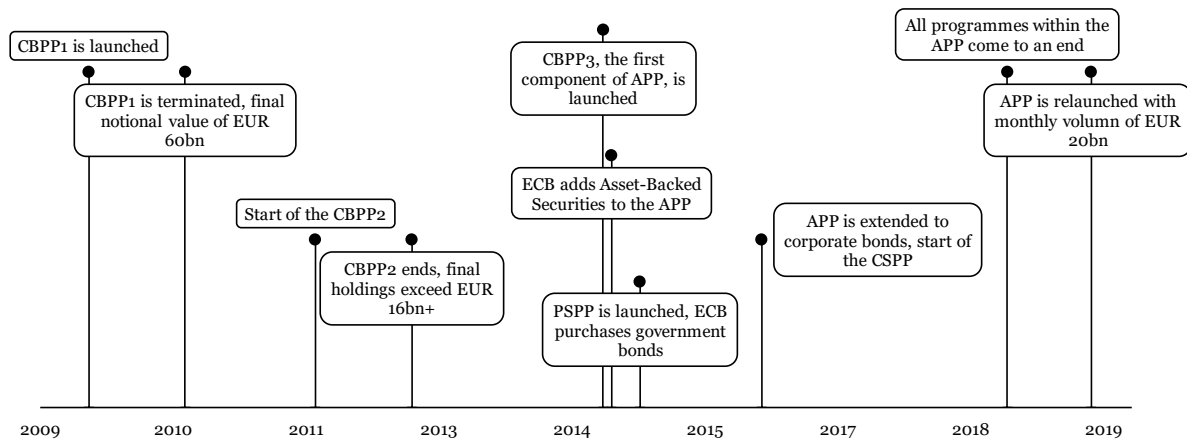 CBPP1 is launched
CBPP1 is terminated, final
notional value of EUR
60bn
Start of the CBPP2
CBPP2 ends, final
holdings exceed EUR
16bn+
CBPP3, the first
component of APP, is
launched
ECB adds Asset-Backed
Securities to the APP
PSPP is launched, ECB
purchases government
bonds
APP is extended to
corporate bonds, start of
the CSPP
All programmes within the
APP come to an end
APP is relaunched with
monthly volumn of EUR
20bn
2009 2010 2011 2013 2014 2015 2017 2018 2019